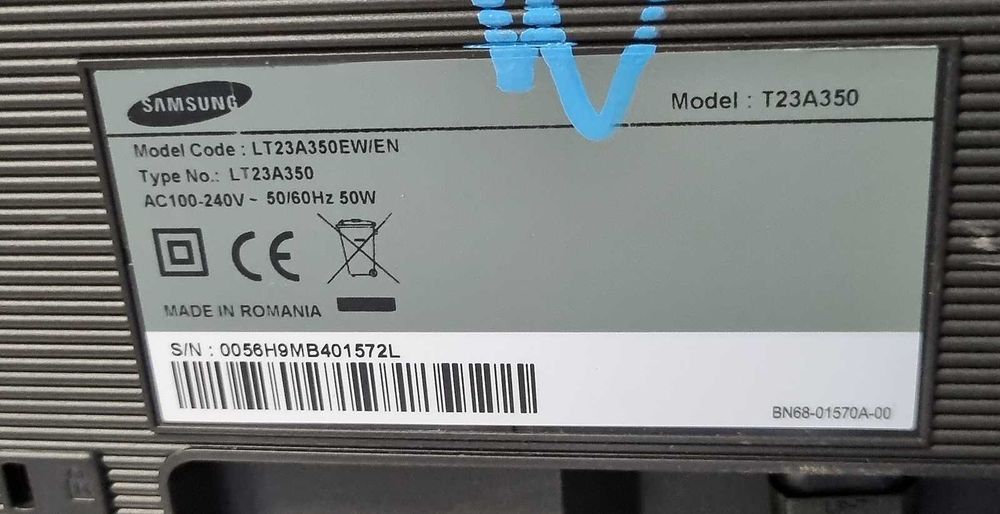 SAMSUNG
Model : T23A350
Model Code : LT23A350EW/EN
Type No.: LT23A350
AC100-240V ~ 50/60Hz 50W
CE
MADE IN ROMANIA
S/N : 0056H9MB401572L
BN68-01570A-00